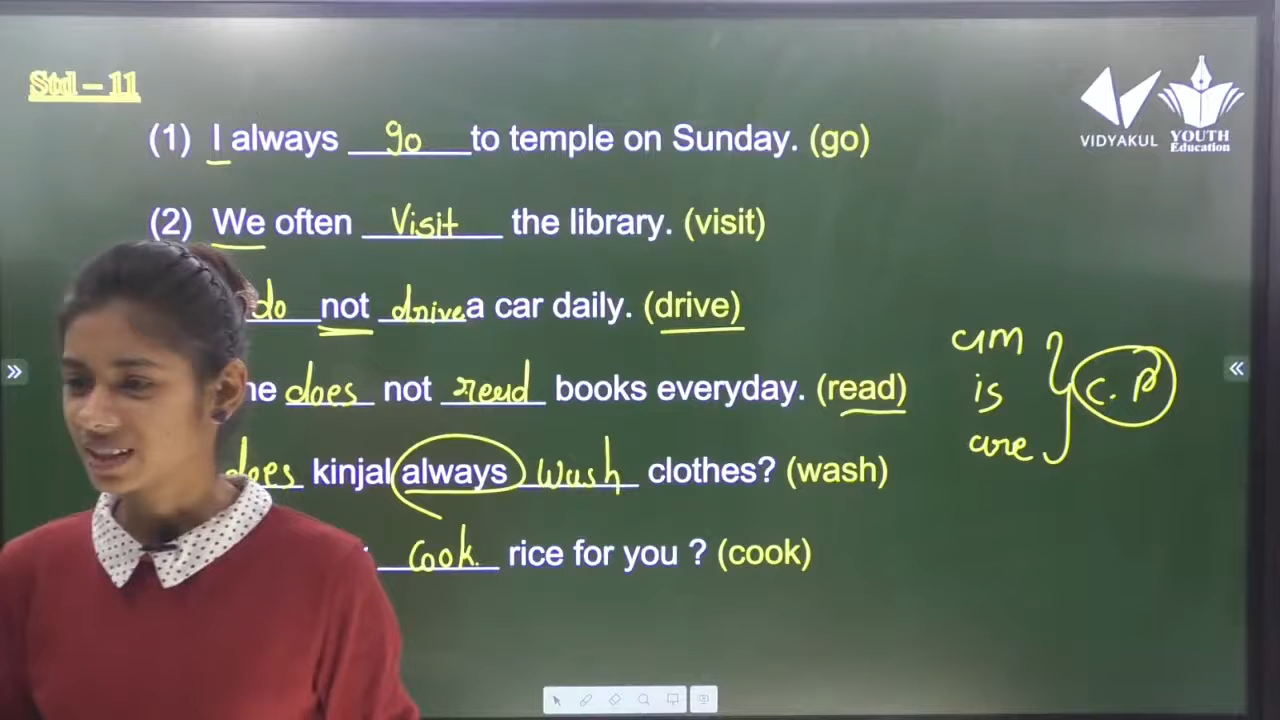 Std – 11
VIDYAKUL
YOUTH
Education
(1) I always go to temple on Sunday. (go)
(2) We often Visit the library. (visit)
do not drive a car daily. (drive)
he does not read books everyday. (read)
does kinjal always wash clothes? (wash)
cook rice for you ? (cook)
am
is
are
C. P